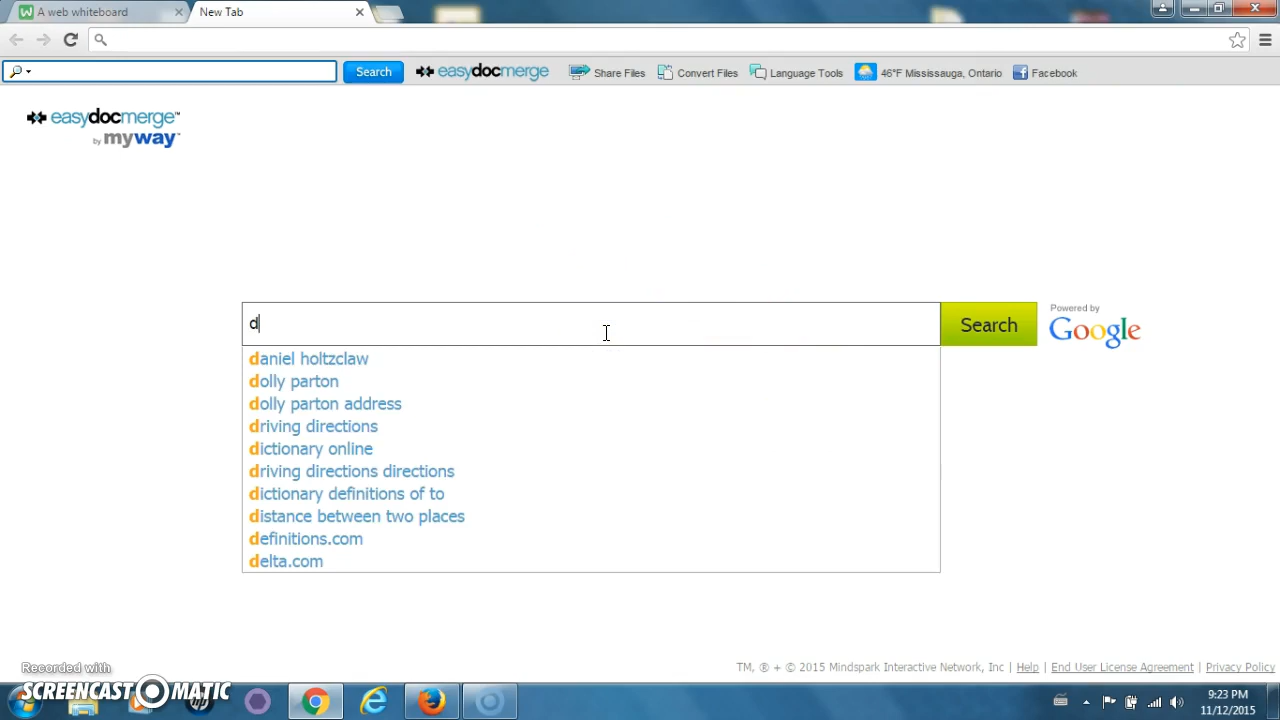 A web whiteboard
New Tab
Search
easydocmerge
Share Files
Convert Files
Language Tools
46°F Mississauga, Ontario
Facebook
easydocmerge™
by myway™
d
Search
Powered by
Google
daniel holtzclaw
dolly parton
dolly parton address
driving directions
dictionary online
driving directions directions
dictionary definitions of to
distance between two places
definitions.com
delta.com
TM, ® + © 2015 Mindspark Interactive Network, Inc | Help | End User License Agreement | Privacy Policy
Recorded with
SCREENCAST-O-MATIC
hp
9:23 PM
11/12/2015